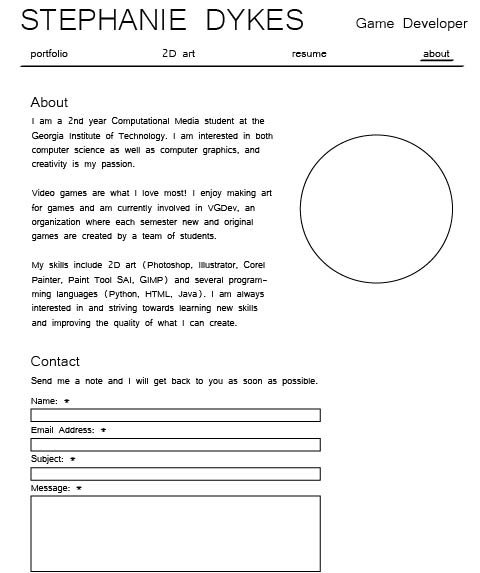 STEPHANIE DYKES
Game Developer
portfolio
2D art
resume
about
About
I am a 2nd year Computational Media student at the
Georgia Institute of Technology. I am interested in both
computer science as well as computer graphics, and
creativity is my passion.
Video games are what I love most! I enjoy making art
for games and am currently involved in VGDev, an
organization where each semester new and original
games are created by a team of students.
My skills include 2D art (Photoshop, Illustrator, Corel
Painter, Paint Tool SAI, GIMP) and several program-
ming languages (Python, HTML, Java). I am always
interested in and striving towards learning new skills
and improving the quality of what I can create.
Contact
Send me a note and I will get back to you as soon as possible.
Name: *
Email Address: *
Subject: *
Message: *